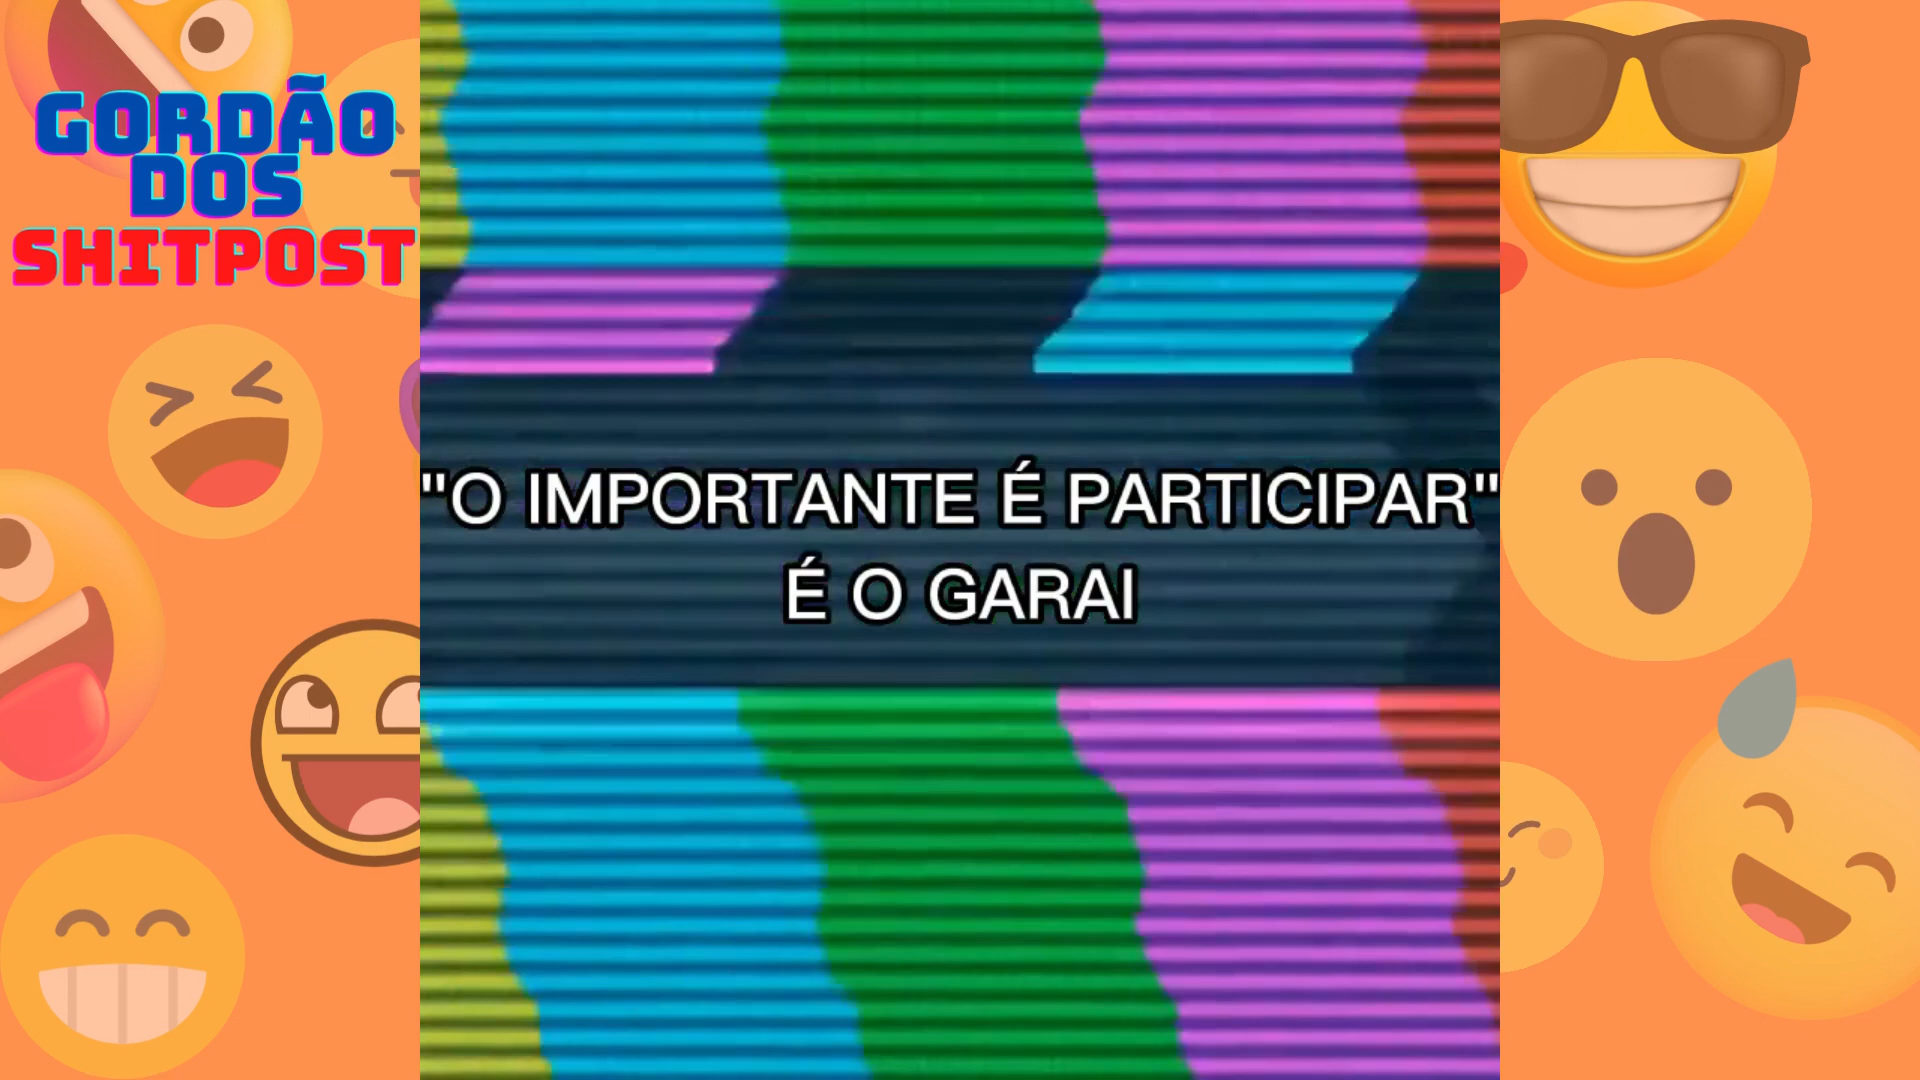 GORDÃO
DOS
SHITPOST
"O IMPORTANTE É PARTICIPAR"
É O GARAI